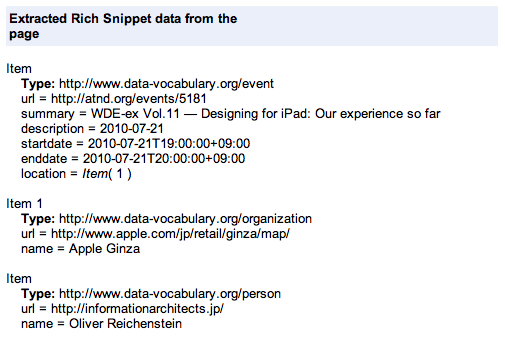 Extracted Rich Snippet data from the
page
Item
Type: http://www.data-vocabulary.org/event
url = http://atnd.org/events/5181
summary = WDE-ex Vol.11 — Designing for iPad: Our experience so far
description = 2010-07-21
startdate = 2010-07-21T19:00:00+09:00
enddate = 2010-07-21T20:00:00+09:00
location = Item( 1 )
Item 1
Type: http://www.data-vocabulary.org/organization
url = http://www.apple.com/jp/retail/ginza/map/
name = Apple Ginza
Item
Type: http://www.data-vocabulary.org/person
url = http://informationarchitects.jp/
name = Oliver Reichenstein